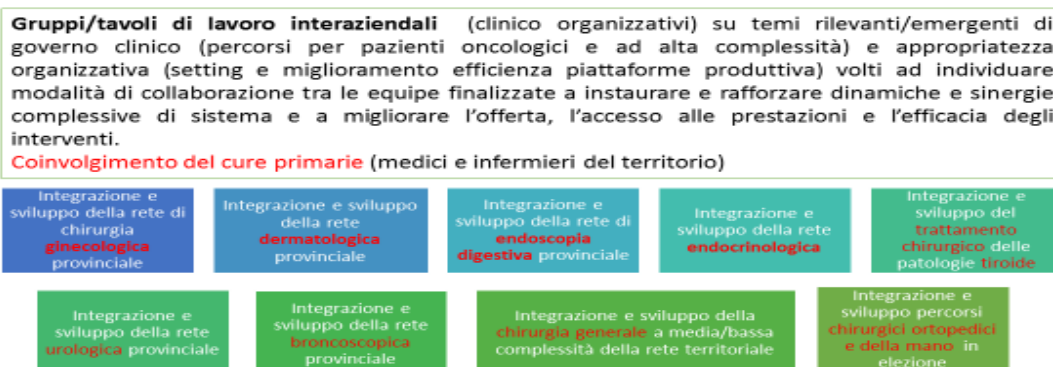 Gruppi/tavoli di lavoro interaziendali (clinico organizzativi) su temi rilevanti/emergenti di
governo clinico (percorsi per pazienti oncologici e ad alta complessità) e appropriatezza
organizzativa (setting e miglioramento efficienza piattaforme produttiva) volti ad individuare
modalità di collaborazione tra le equipe finalizzate a instaurare e rafforzare dinamiche e sinergie
complessive di sistema e a migliorare l'offerta, l'accesso alle prestazioni e l'efficacia degli
interventi.
Coinvolgimento del cure primarie (medici e infermieri del territorio)
Integrazione e
sviluppo della rete di
chirurgia
ginecologica
provinciale
Integrazione e sviluppo
della rete
dermatologica
provinciale
Integrazione e
sviluppo della rete di
endoscopia
digestiva provinciale
Integrazione e
sviluppo della rete
endocrinologica
Integrazione e
sviluppo del
trattamento
chirurgico delle
patologie tiroide
Integrazione e
sviluppo della rete
urologica provinciale
Integrazione e
sviluppo della rete
broncoscopica
provinciale
Integrazione e sviluppo della
chirurgia generale a media/bassa
complessità della rete territoriale
Integrazione e
sviluppo percorsi
chirurgici ortopedici
e della mano in
elezione